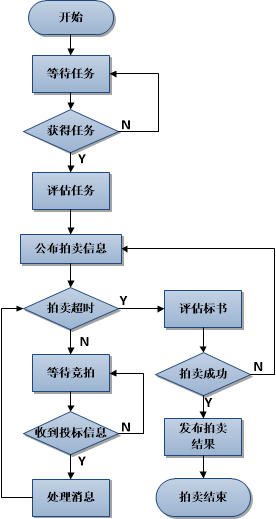 开始
等待任务
获得任务
N
Y
评估任务
公布拍卖信息
拍卖超时
Y
评估标书
N
等待竞拍
拍卖成功
N
Y
收到投标信息
N
发布拍卖
结果
Y
处理消息
拍卖结束